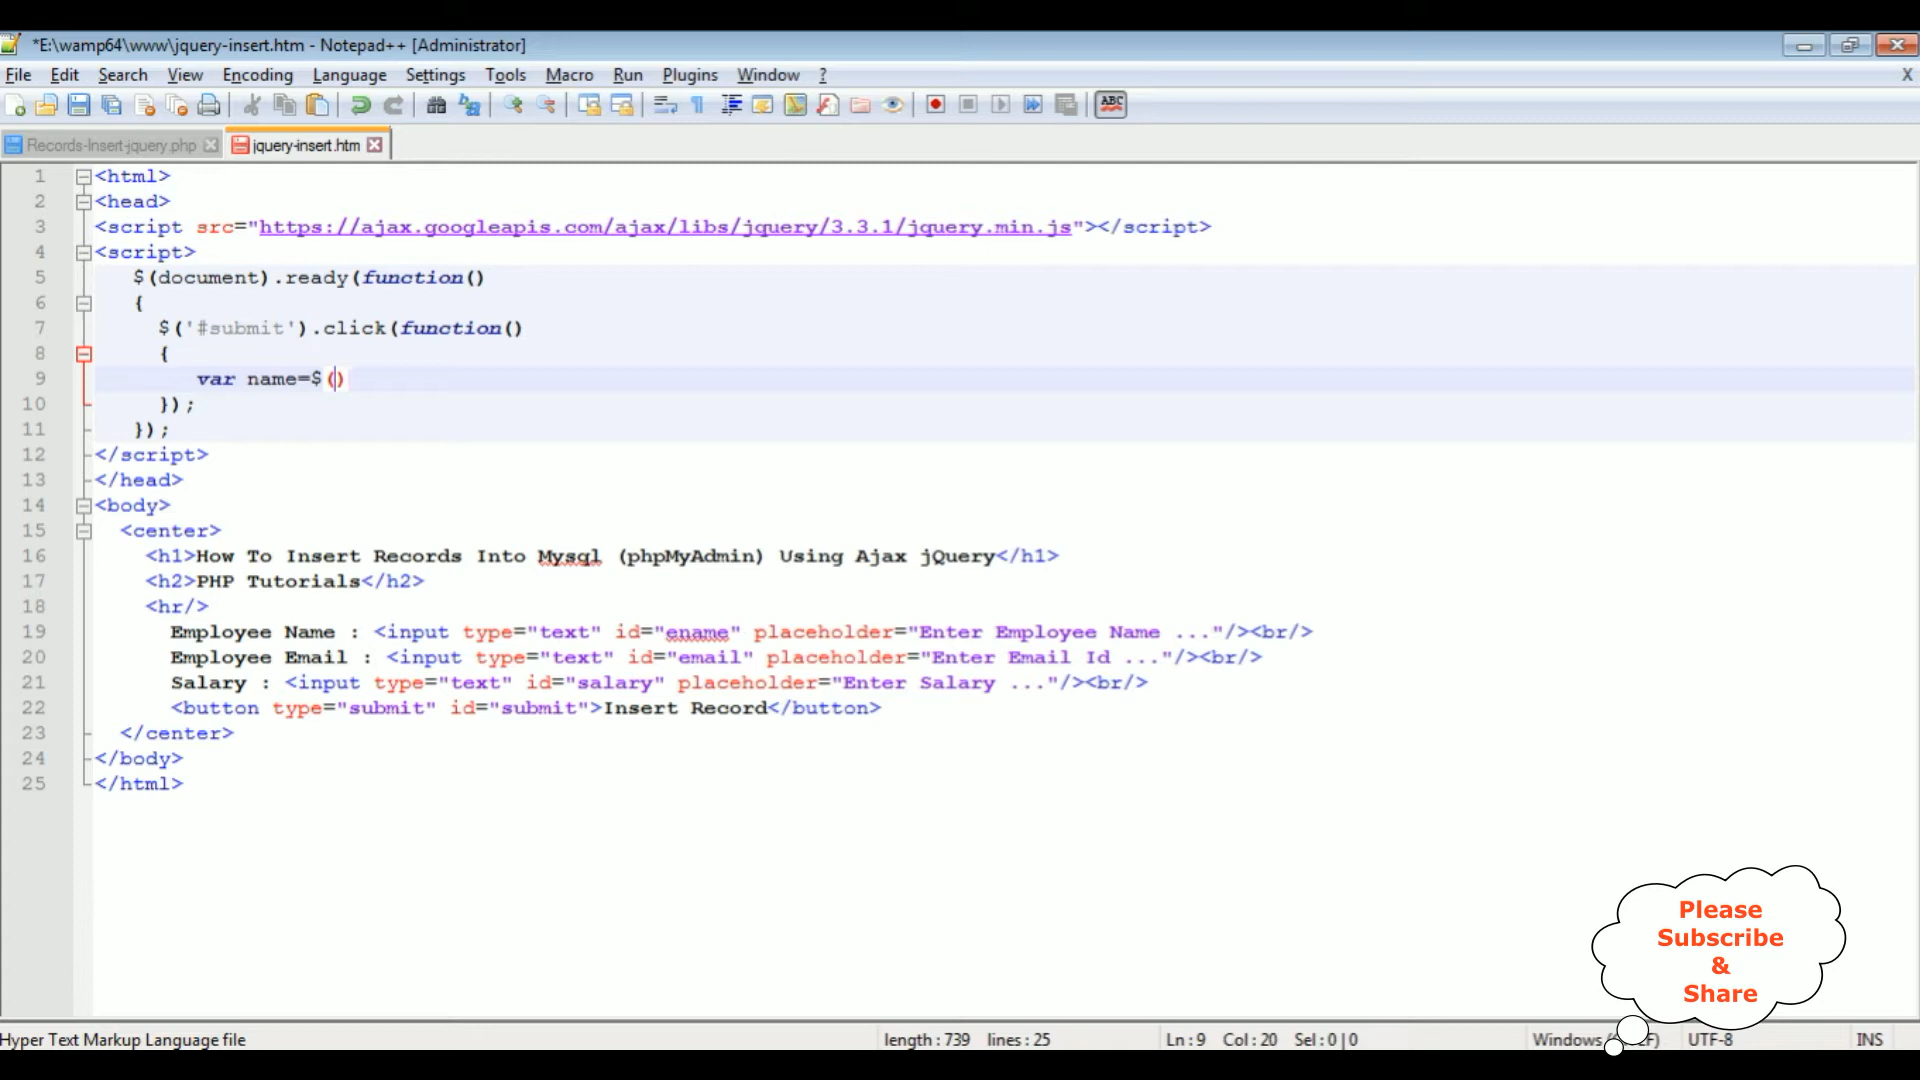 *E:\wamp64\www\jquery-insert.htm - Notepad++ [Administrator]
File Edit Search View Encoding Language Settings Tools Macro Run Plugins Window ? X
ABC
Records-Insert-jquery.php jquery-insert.htm
1 <html>
2 <head>
3 <script src="https://ajax.googleapis.com/ajax/libs/jquery/3.3.1/jquery.min.js"></script>
4 <script>
5 $(document).ready(function()
6 {
7 $('#submit').click(function()
8 {
9 var name=$()
10 });
11 });
12 </script>
13 </head>
14 <body>
15 <center>
16 <h1>How To Insert Records Into Mysql (phpMyAdmin) Using Ajax jQuery</h1>
17 <h2>PHP Tutorials</h2>
18 <hr/>
19 Employee Name : <input type="text" id="ename" placeholder="Enter Employee Name ..."/><br/>
20 Employee Email : <input type="text" id="email" placeholder="Enter Email Id ..."/><br/>
21 Salary : <input type="text" id="salary" placeholder="Enter Salary ..."/><br/>
22 <button type="submit" id="submit">Insert Record</button>
23 </center>
24 </body>
25 </html>
Please
Subscribe
&
Share
Hyper Text Markup Language file length : 739 lines : 25 Ln : 9 Col : 20 Sel : 0 | 0 Windows UTF-8 INS